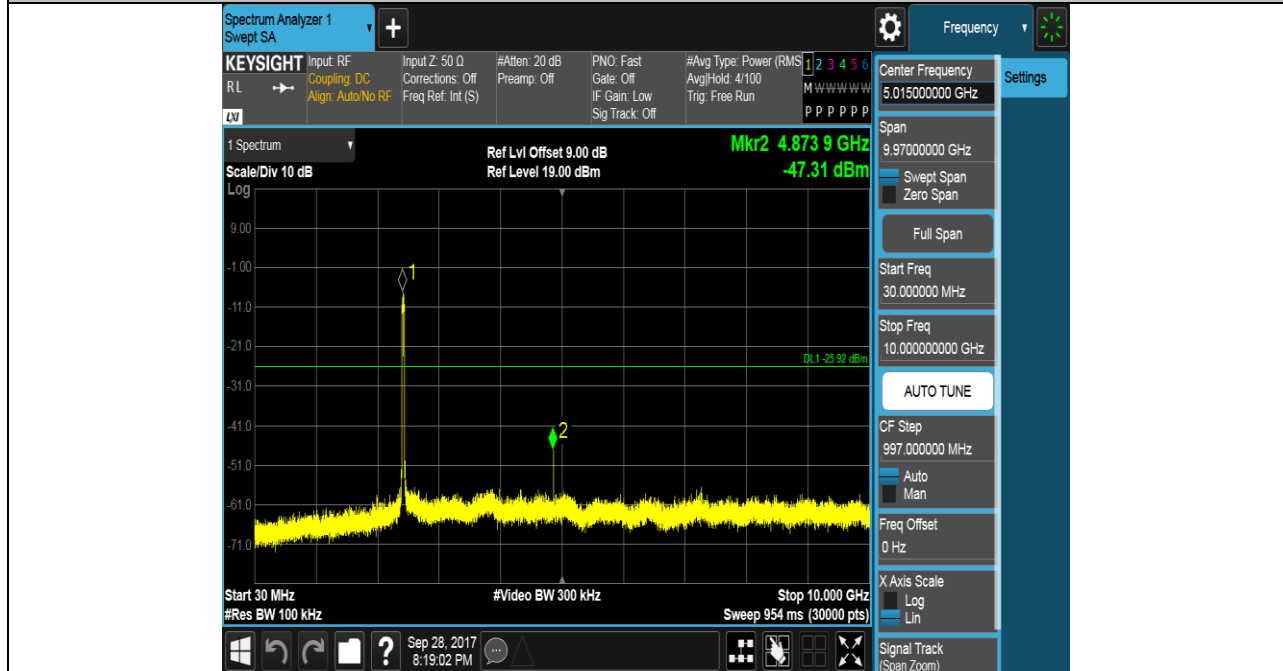 Spectrum Analyzer 1
Swept SA
+
Frequency
KEYSIGHT
RL
LXI
Input: RF
Coupling: DC
Align: Auto/No RF
Input Z: 50 Ω
Corrections: Off
Freq Ref: Int (S)
#Atten: 20 dB
Preamp: Off
PNO: Fast
Gate: Off
IF Gain: Low
Sig Track: Off
#Avg Type: Power (RMS
Avg|Hold: 4/100
Trig: Free Run
1 2 3 4 5 6
M W W W W W
P P P P P P
Center Frequency
5.015000000 GHz
Settings
1 Spectrum
Scale/Div 10 dB
Ref Lvl Offset 9.00 dB
Ref Level 19.00 dBm
Mkr2 4.873 9 GHz
-47.31 dBm
Span
9.97000000 GHz
Swept Span
Zero Span
Full Span
Start Freq
30.000000 MHz
Stop Freq
10.000000000 GHz
AUTO TUNE
CF Step
997.000000 MHz
Auto
Man
Freq Offset
0 Hz
X Axis Scale
Log
Lin
Signal Track
(Span Zoom)
Log
9.00
-1.00
-11.0
-21.0
-31.0
-41.0
-51.0
-61.0
-71.0
1
DL1 -25.92 dBm
2
Start 30 MHz
#Res BW 100 kHz
#Video BW 300 kHz
Stop 10.000 GHz
Sweep 954 ms (30000 pts)
?
Sep 28, 2017
8:19:02 PM